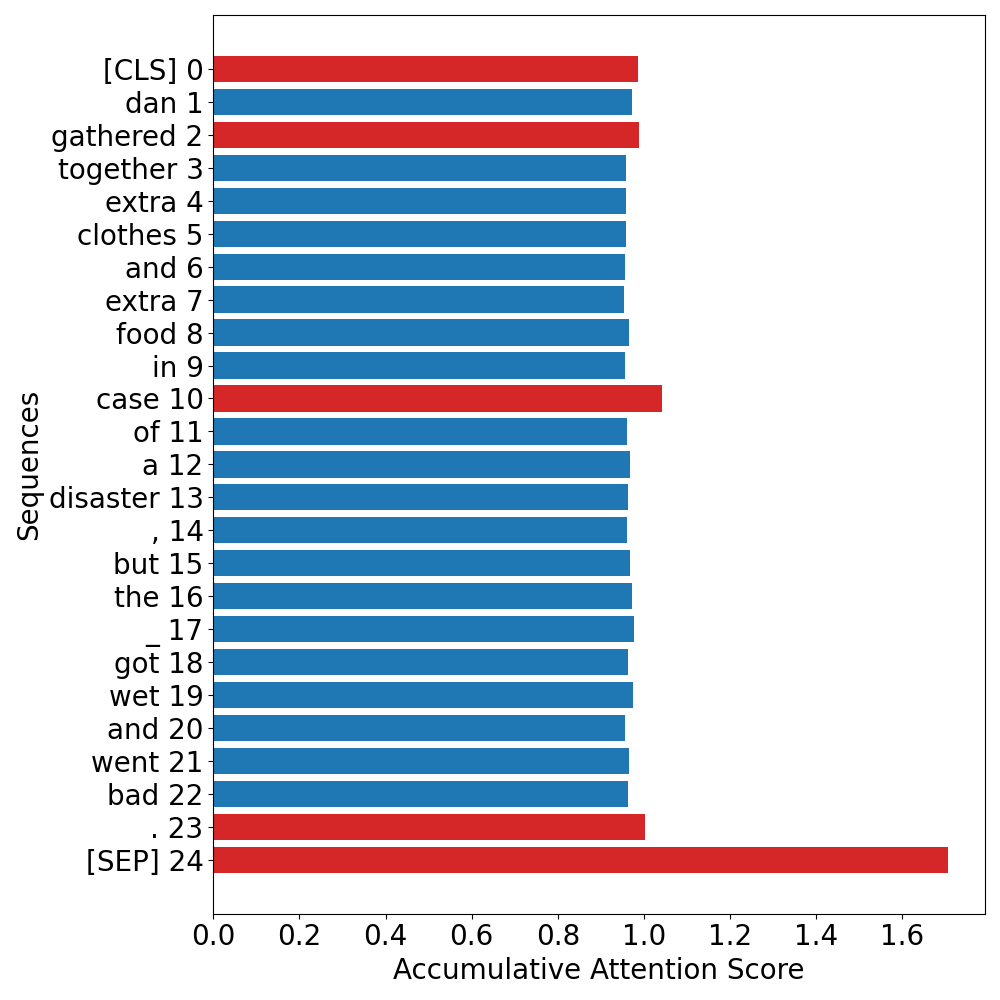 [CLS] 0
dan 1
gathered 2
together 3
extra 4
clothes 5
and 6
extra 7
food 8
in 9
case 10
of 11
a 12
disaster 13
, 14
but 15
the 16
_ 17
got 18
wet 19
and 20
went 21
bad 22
. 23
[SEP] 24
Sequences
0.0 0.2 0.4 0.6 0.8 1.0 1.2 1.4 1.6
Accumulative Attention Score